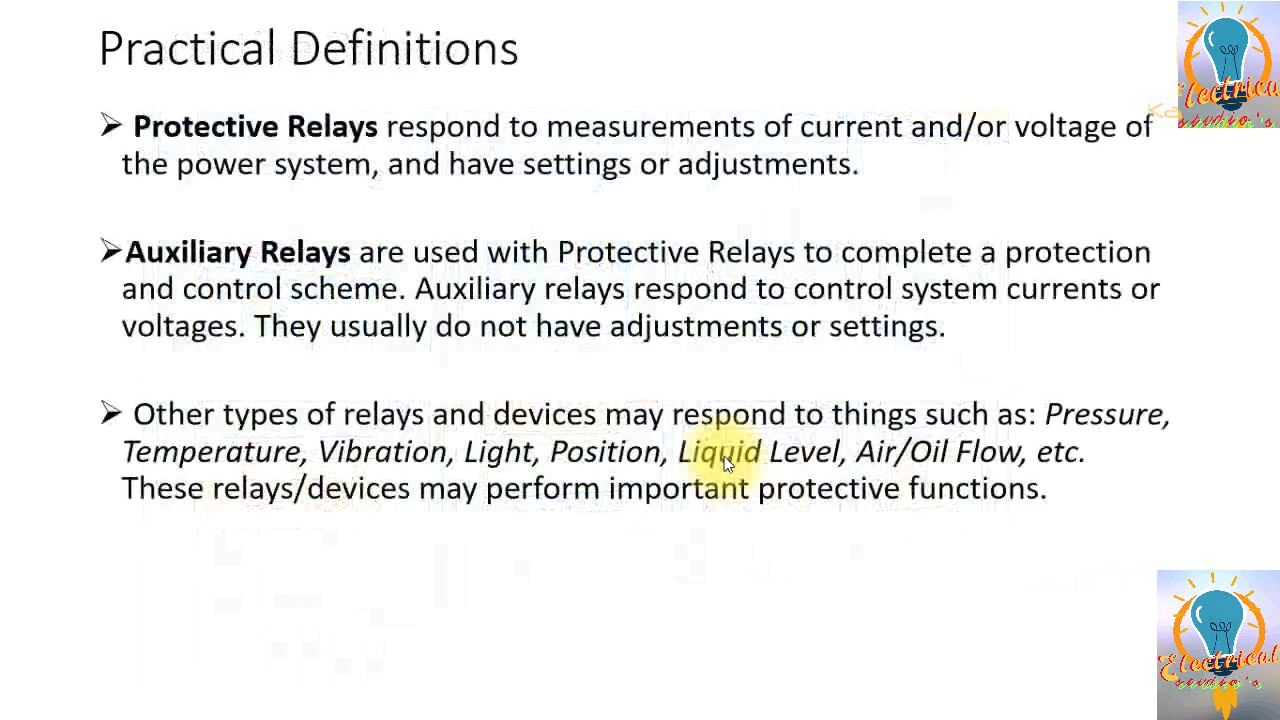 Practical Definitions
➢ Protective Relays respond to measurements of current and/or voltage of
the power system, and have settings or adjustments.
➢Auxiliary Relays are used with Protective Relays to complete a protection
and control scheme. Auxiliary relays respond to control system currents or
voltages. They usually do not have adjustments or settings.
➢ Other types of relays and devices may respond to things such as: Pressure,
Temperature, Vibration, Light, Position, Liquid Level, Air/Oil Flow, etc.
These relays/devices may perform important protective functions.
Electrical
studio's
Electrical
studio's